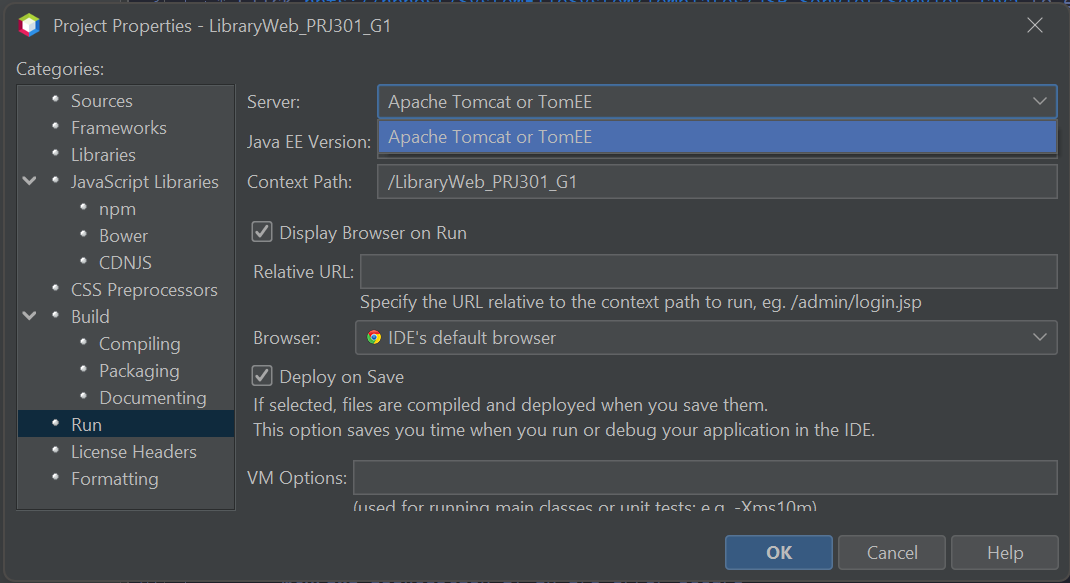 Project Properties - LibraryWeb_PRJ301_G1
Categories:
Sources
Frameworks
Libraries
JavaScript Libraries
npm
Bower
CDNJS
CSS Preprocessors
Build
Compiling
Packaging
Documenting
Run
License Headers
Formatting
Server: Apache Tomcat or TomEE
Apache Tomcat or TomEE
Java EE Version:
Context Path: /LibraryWeb_PRJ301_G1
Display Browser on Run
Relative URL:
Specify the URL relative to the context path to run, eg. /admin/login.jsp
Browser: IDE's default browser
Deploy on Save
If selected, files are compiled and deployed when you save them.
This option saves you time when you run or debug your application in the IDE.
VM Options:
(used for running main classes or unit tests; e.g. -Xms10m)
OK Cancel Help